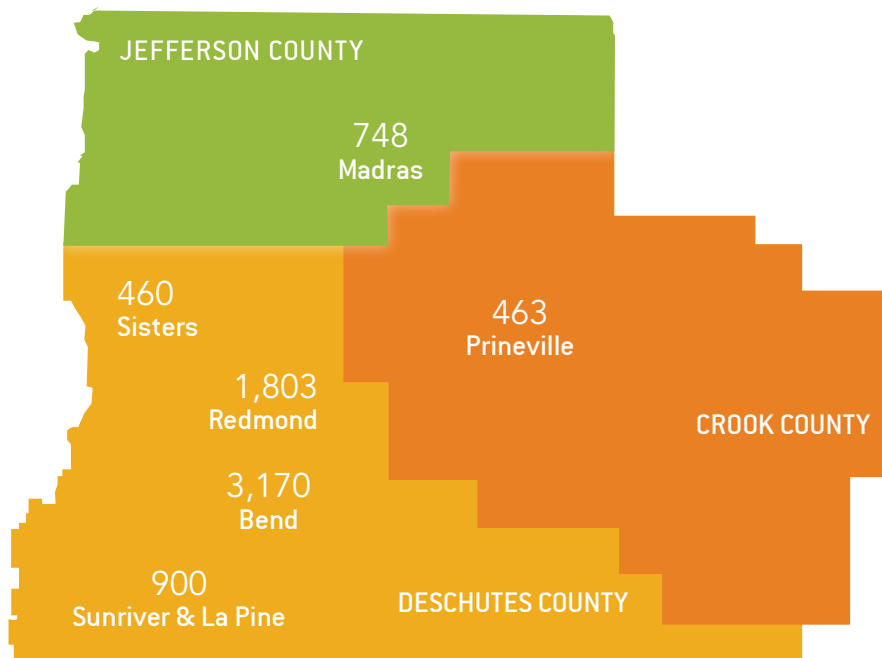 JEFFERSON COUNTY
748
Madras
460
Sisters
463
Prineville
1,803
Redmond
CROOK COUNTY
3,170
Bend
900
Sunriver & La Pine
DESCHUTES COUNTY